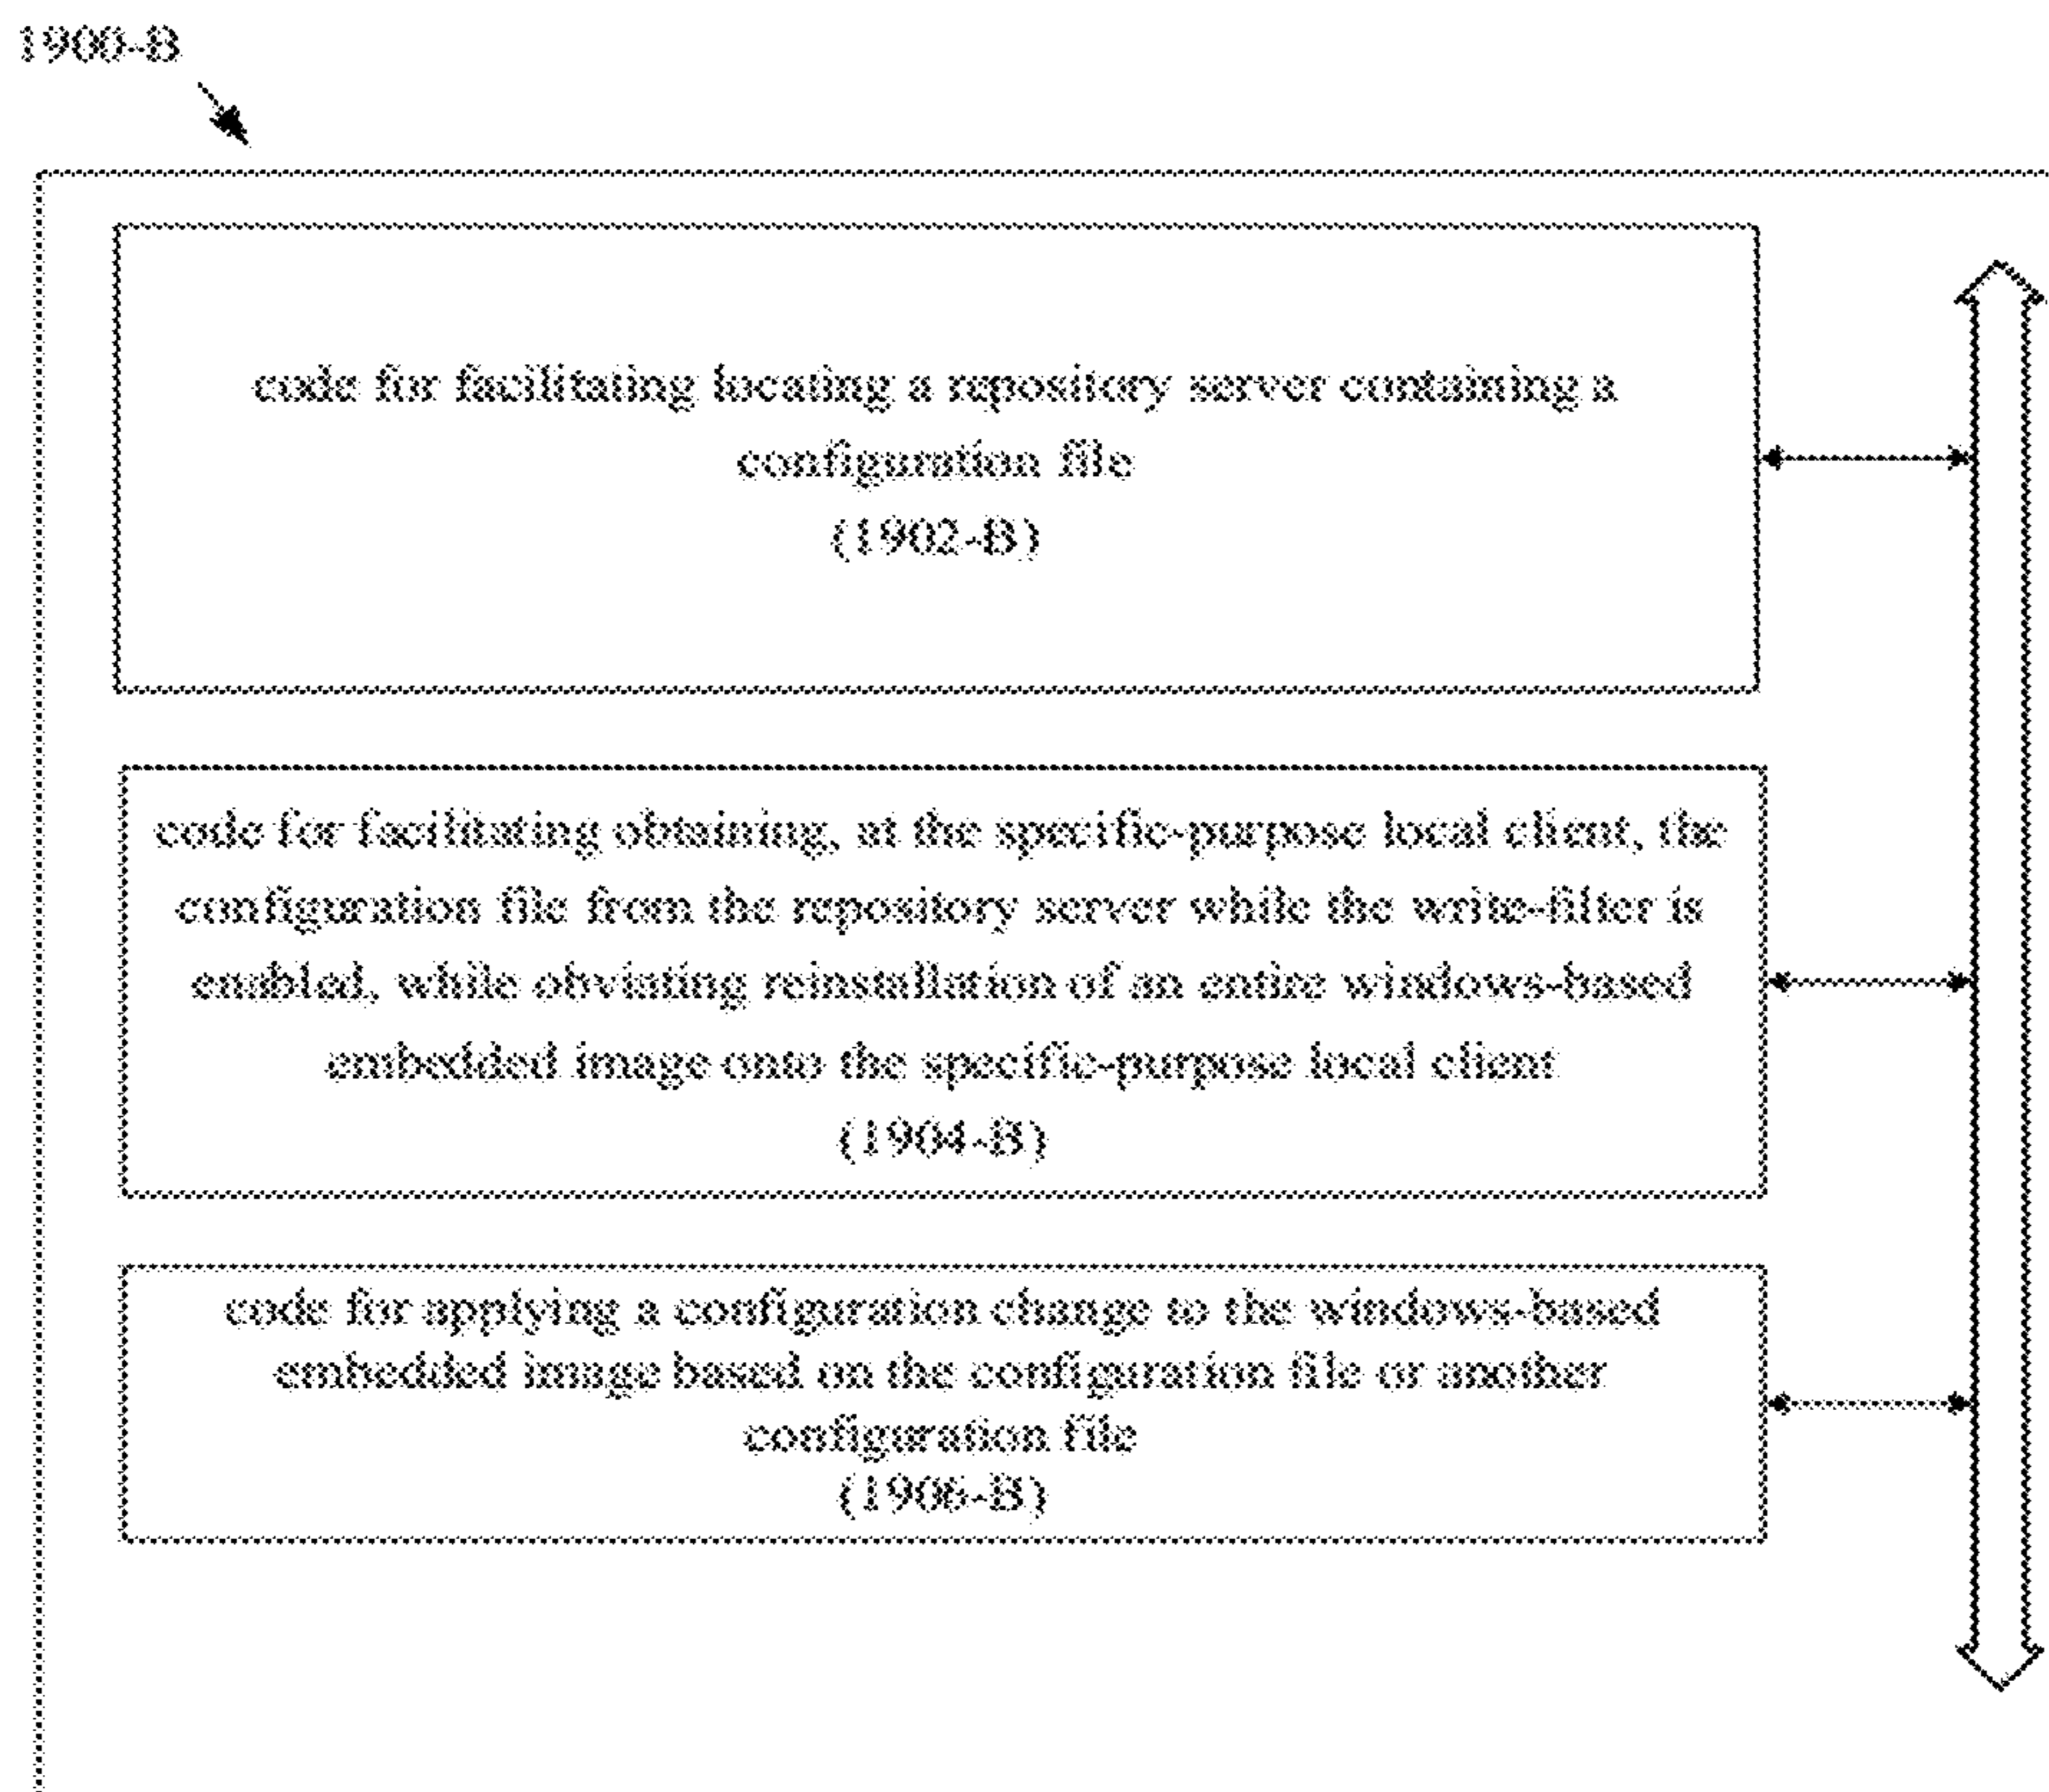 1900-B
code for facilitating locating a repository server containing a
configuration file
(1902-B)
code for facilitating obtaining, at the specific-purpose local client, the
configuration file from the repository server while the write-filter is
enabled, while obviating reinstallation of an entire windows-based
embedded image onto the specific-purpose local client
(1904-B)
code for applying a configuration change to the windows-based
embedded image based on the configuration file or another
configuration file
(1906-B)